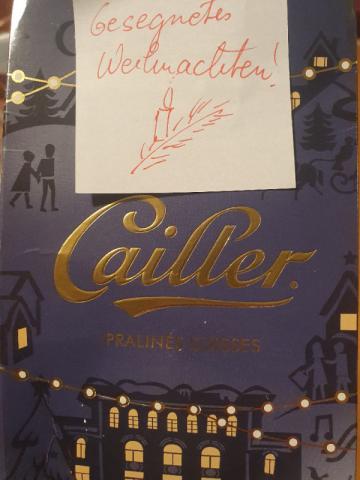 Gesegnetes
Weihnachten!
Cailler.
PRALINÉS SUISSES